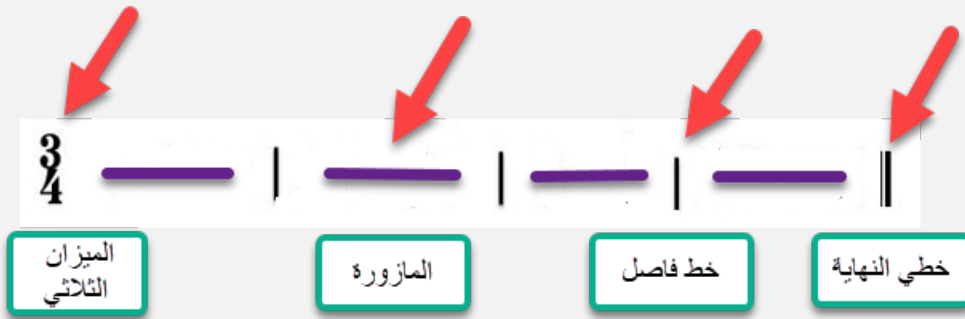 3
4
الميزان
الثلاثي
المازورة
خط فاصل
خطي النهاية